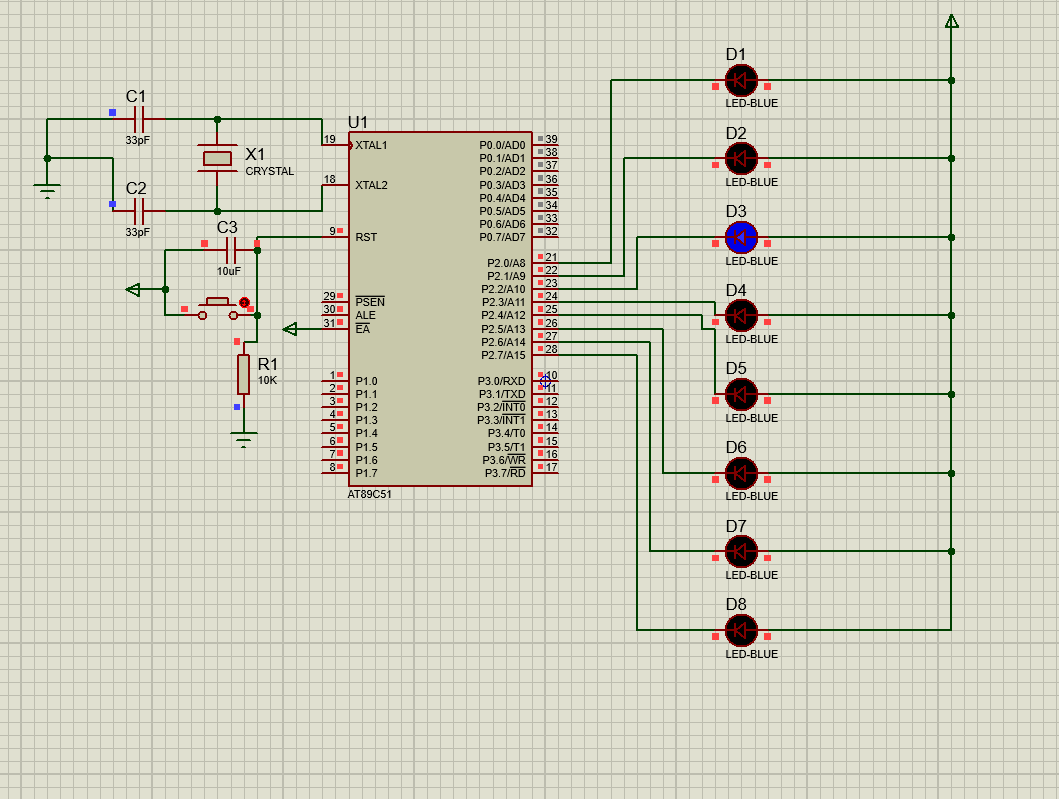 D1
LED-BLUE
C1
33pF
U1
X1
CRYSTAL
19
XTAL1
18
XTAL2
C2
33pF
C3
10uF
9
RST
29
PSEN
30
ALE
31
EA
R1
10K
1
P1.0
2
P1.1
3
P1.2
4
P1.3
5
P1.4
6
P1.5
7
P1.6
8
P1.7
AT89C51
P0.0/AD0
39
P0.1/AD1
38
P0.2/AD2
37
P0.3/AD3
36
P0.4/AD4
35
P0.5/AD5
34
P0.6/AD6
33
P0.7/AD7
32
P2.0/A8
21
P2.1/A9
22
P2.2/A10
23
P2.3/A11
24
P2.4/A12
25
P2.5/A13
26
P2.6/A14
27
P2.7/A15
28
P3.0/RXD
10
P3.1/TXD
11
P3.2/INT0
12
P3.3/INT1
13
P3.4/T0
14
P3.5/T1
15
P3.6/WR
16
P3.7/RD
17
D2
LED-BLUE
D3
LED-BLUE
D4
LED-BLUE
D5
LED-BLUE
D6
LED-BLUE
D7
LED-BLUE
D8
LED-BLUE